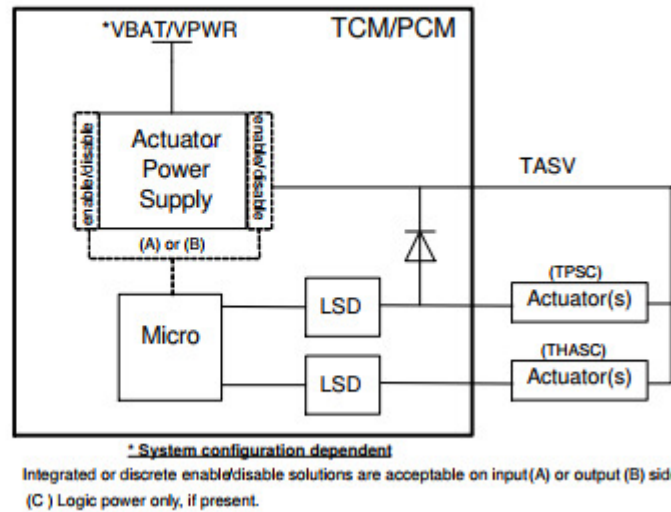 *VBAT/VPWR
TCM/PCM
enable/disable
Actuator
Power
Supply
enable/disable
TASV
(A) or (B)
(TPSC)
LSD
Actuator(s)
Micro
(THASC)
LSD
Actuator(s)
* System configuration dependent
Integrated or discrete enable/disable solutions are acceptable on input(A) or output (B) sid
(C ) Logic power only, if present.